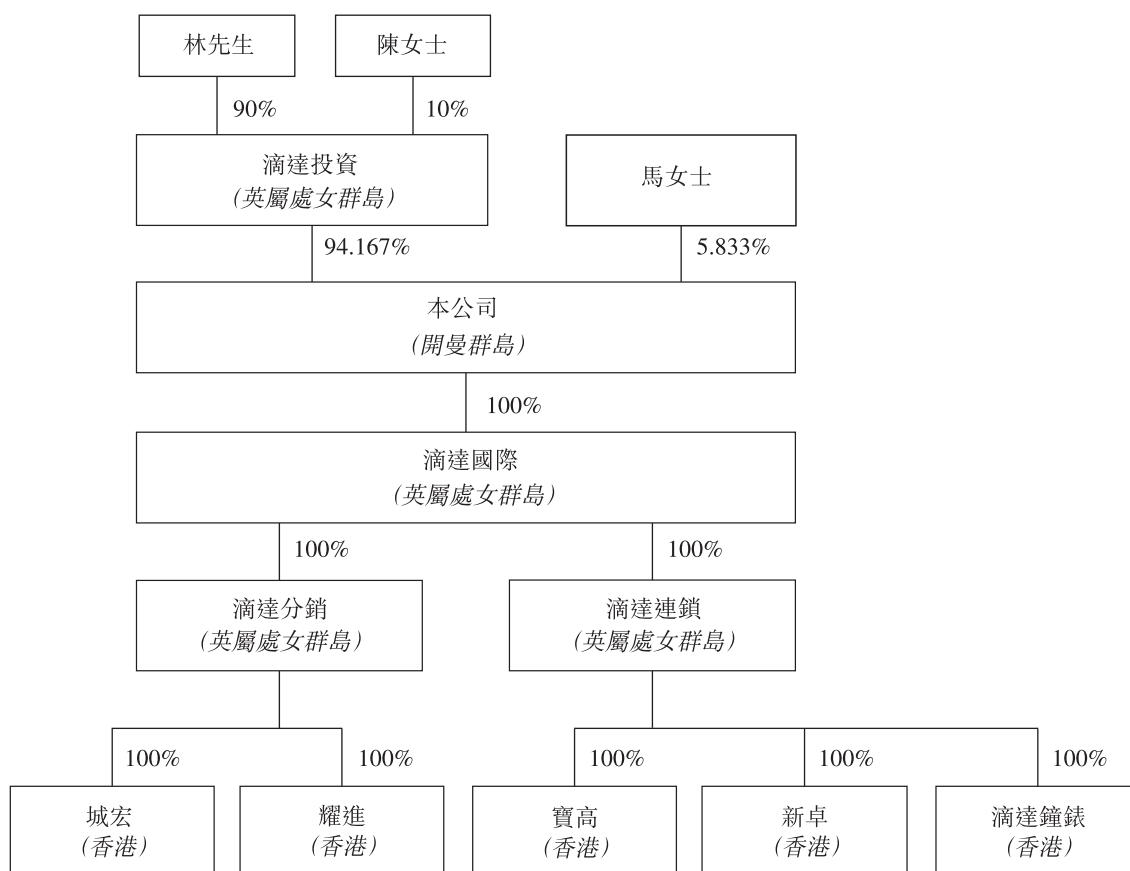 林先生
陳女士
90%
10%
滴達投資
（英屬處女群島）
馬女士
94.167%
5.833%
本公司
（開曼群島）
100%
滴達國際
（英屬處女群島）
100%
100%
滴達分銷
（英屬處女群島）
滴達連鎖
（英屬處女群島）
100%
100%
100%
100%
100%
城宏
（香港）
耀進
（香港）
寶高
（香港）
新卓
（香港）
滴達鐘錶
（香港）